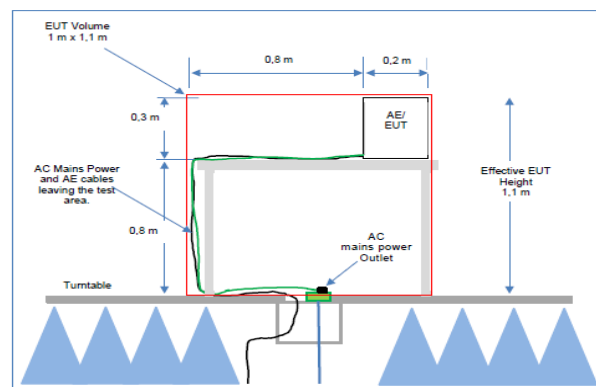 EUT Volume
1 m x 1,1 m
0,8 m
0,2 m
0,3 m
AE/
EUT
AC Mains Power
and AE cables
leaving the test
area.
Effective EUT
Height
1,1 m
0,8 m
AC
mains power
Outlet
Turntable